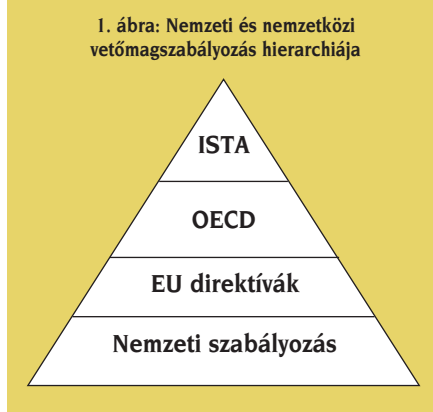 1. ábra: Nemzeti és nemzetközi
vetőmagszabályozás hierarchiája
ISTA
OECD
EU direktívák
Nemzeti szabályozás